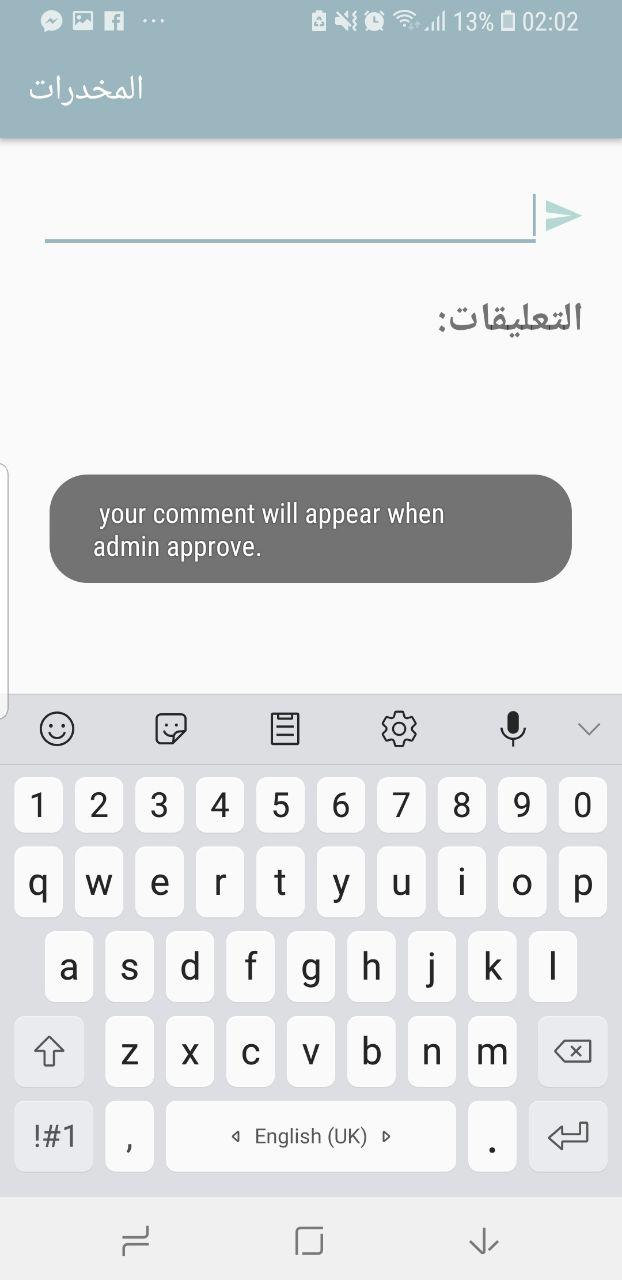 13% 02:02
المخدرات
التعليقات:
your comment will appear when
admin approve.
1 2 3 4 5 6 7 8 9 0
q w e r t y u i o p
a s d f g h j k l
z x c v b n m
!#1 , English (UK) .